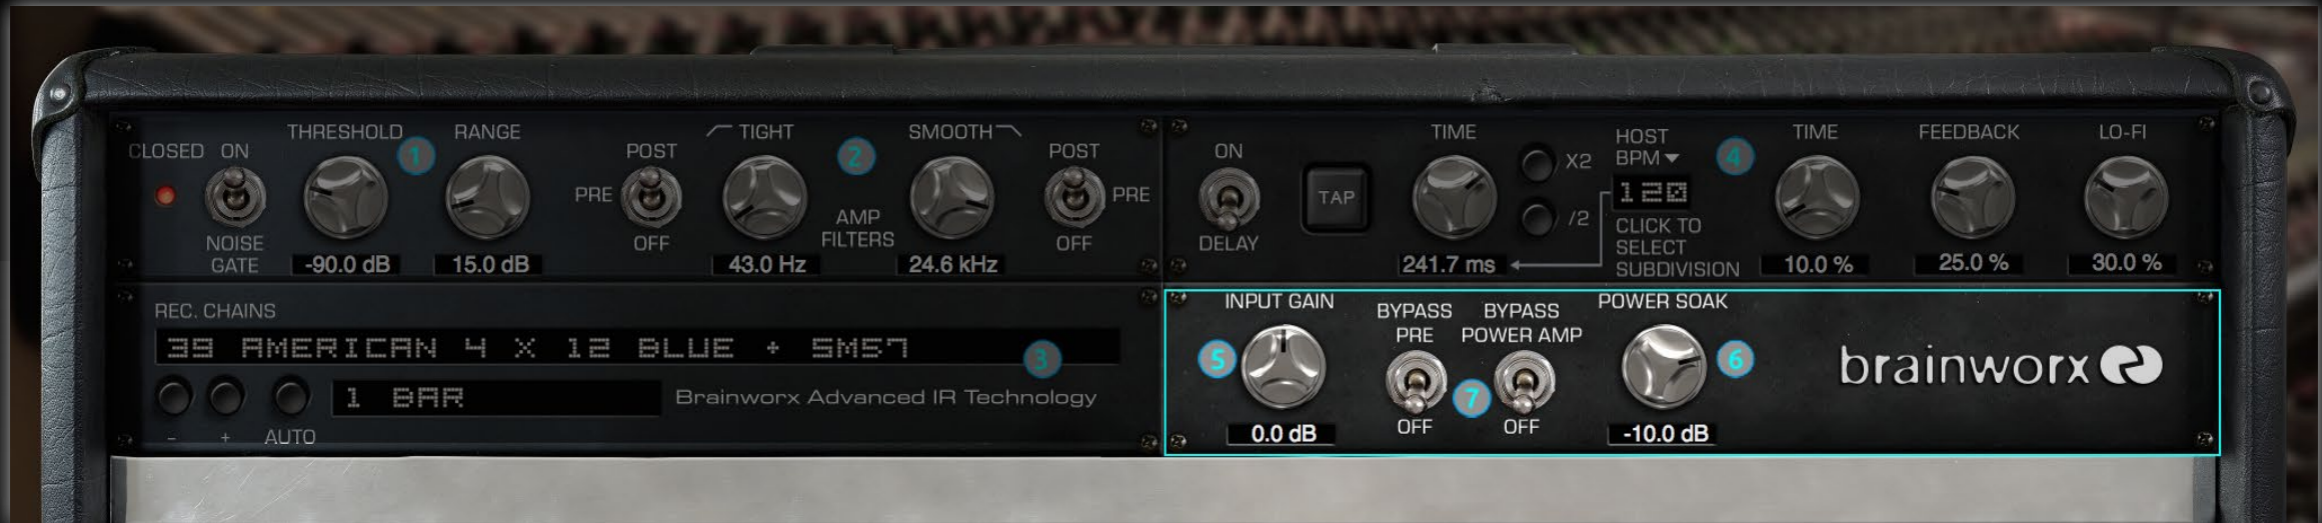 THRESHOLD
RANGE
CLOSED
ON
NOISE
GATE
-90.0 dB
15.0 dB
1
POST
PRE
OFF
TIGHT
43.0 Hz
2
AMP
FILTERS
SMOOTH
24.6 kHz
POST
PRE
OFF
ON
DELAY
TAP
TIME
241.7 ms
X2
/2
HOST
BPM
120
CLICK TO
SELECT
SUBDIVISION
4
TIME
10.0 %
FEEDBACK
25.0 %
LO-FI
30.0 %
REC. CHAINS
39 AMERICAN 4 X 12 BLUE + SM57
3
1 BAR
Brainworx Advanced IR Technology
- + AUTO
INPUT GAIN
5
0.0 dB
BYPASS
PRE
OFF
7
BYPASS
POWER AMP
OFF
POWER SOAK
6
-10.0 dB
brainworx